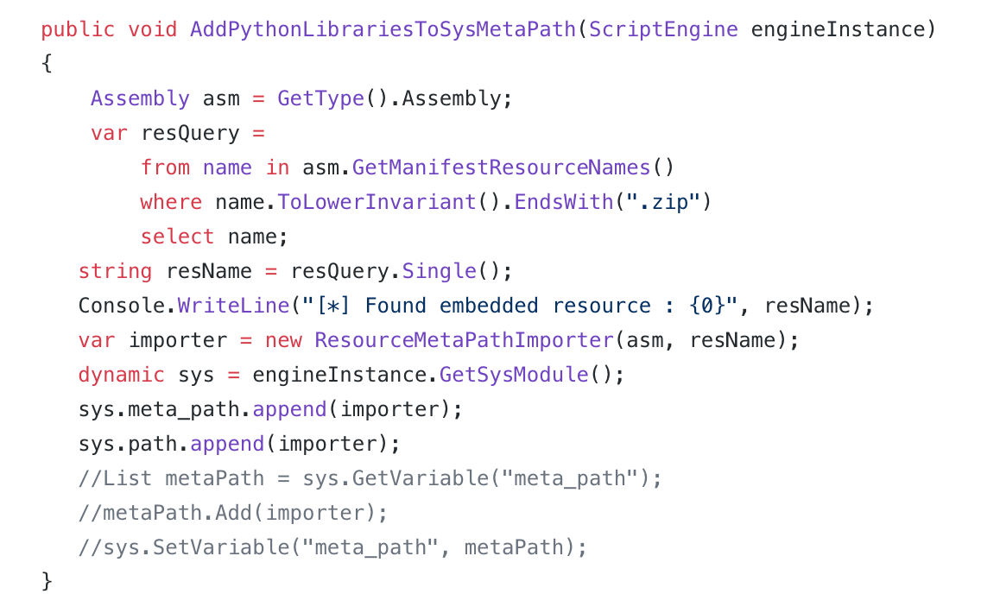 public void AddPythonLibrariesToSysMetaPath(ScriptEngine engineInstance)
{
    Assembly asm = GetType().Assembly;
    var resQuery =
        from name in asm.GetManifestResourceNames()
        where name.ToLowerInvariant().EndsWith(".zip")
        select name;
   string resName = resQuery.Single();
   Console.WriteLine("[*] Found embedded resource : {0}", resName);
   var importer = new ResourceMetaPathImporter(asm, resName);
   dynamic sys = engineInstance.GetSysModule();
   sys.meta_path.append(importer);
   sys.path.append(importer);
   //List metaPath = sys.GetVariable("meta_path");
   //metaPath.Add(importer);
   //sys.SetVariable("meta_path", metaPath);
}